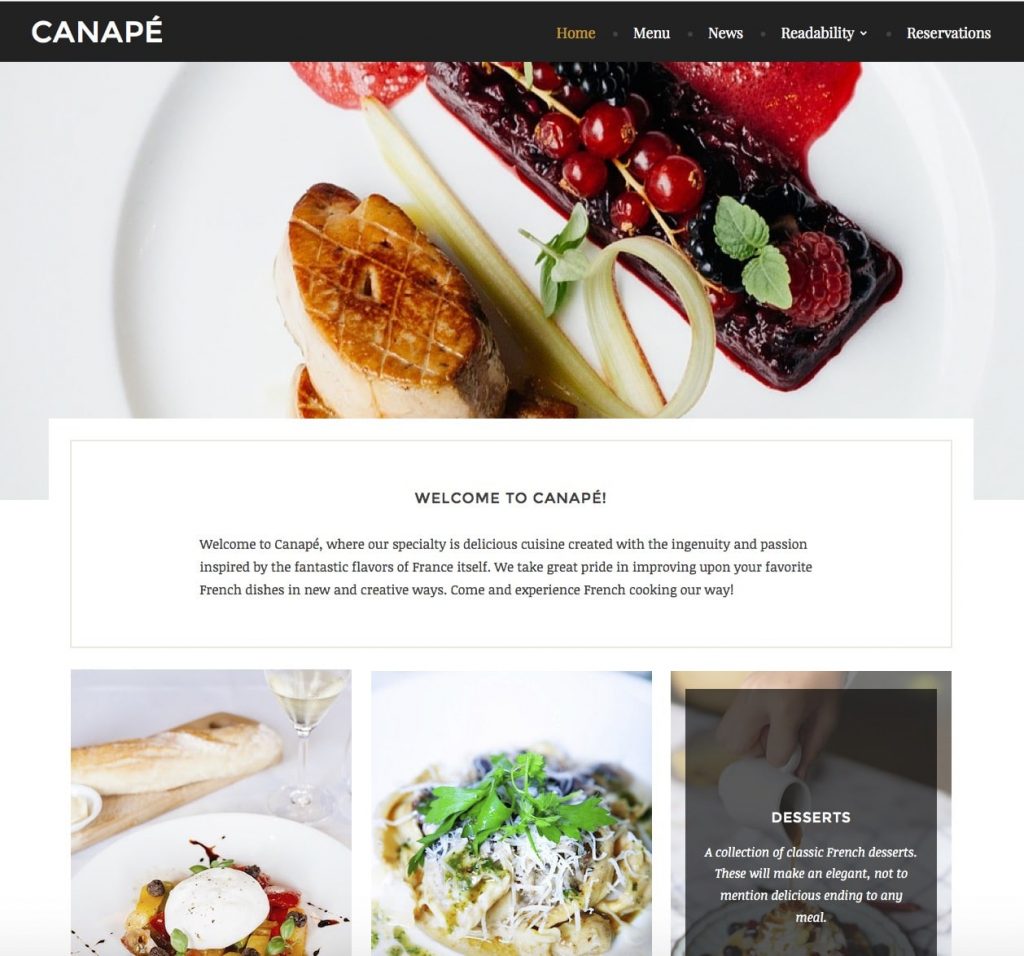 CANAPÉ
Home • Menu • News • Readability • Reservations
WELCOME TO CANAPÉ!
Welcome to Canapé, where our specialty is delicious cuisine created with the ingenuity and passion
inspired by the fantastic flavors of France itself. We take great pride in improving upon your favorite
French dishes in new and creative ways. Come and experience French cooking our way!
DESSERTS
A collection of classic French desserts.
These will make an elegant, not to
mention delicious ending to any
meal.